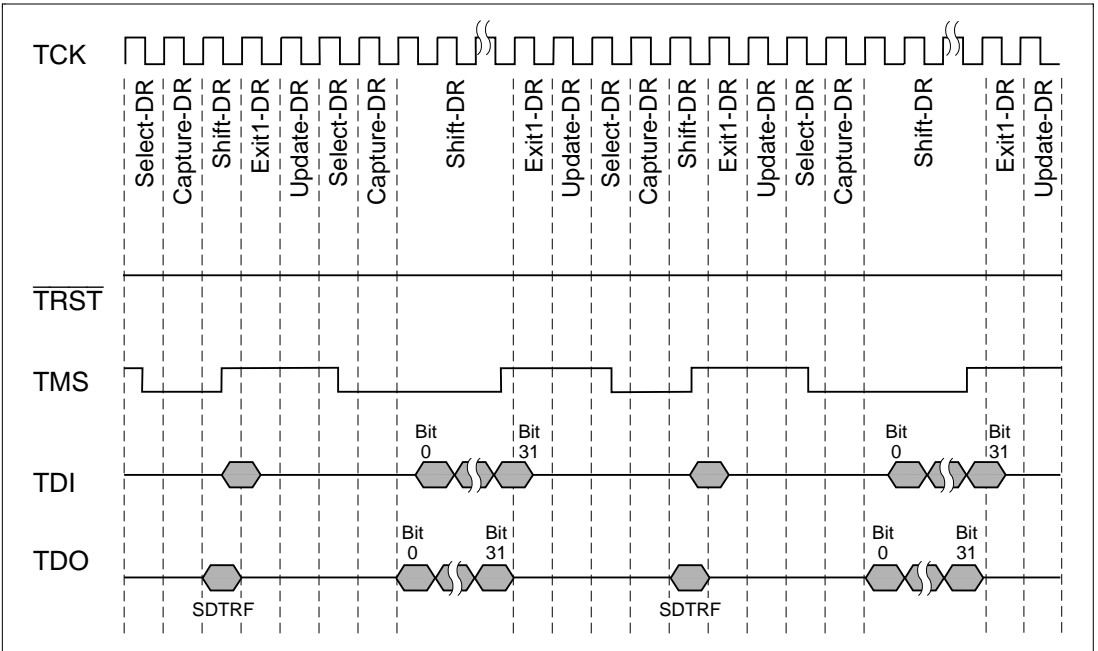 TCK
Select-DR
Capture-DR
Shift-DR
Exit1-DR
Update-DR
Select-DR
Capture-DR
Shift-DR
Exit1-DR
Update-DR
Select-DR
Capture-DR
Shift-DR
Exit1-DR
Update-DR
Select-DR
Capture-DR
Shift-DR
Exit1-DR
Update-DR
TRST
TMS
TDI
Bit
0
Bit
31
Bit
0
Bit
31
TDO
Bit
0
Bit
31
Bit
0
Bit
31
SDTRF
SDTRF